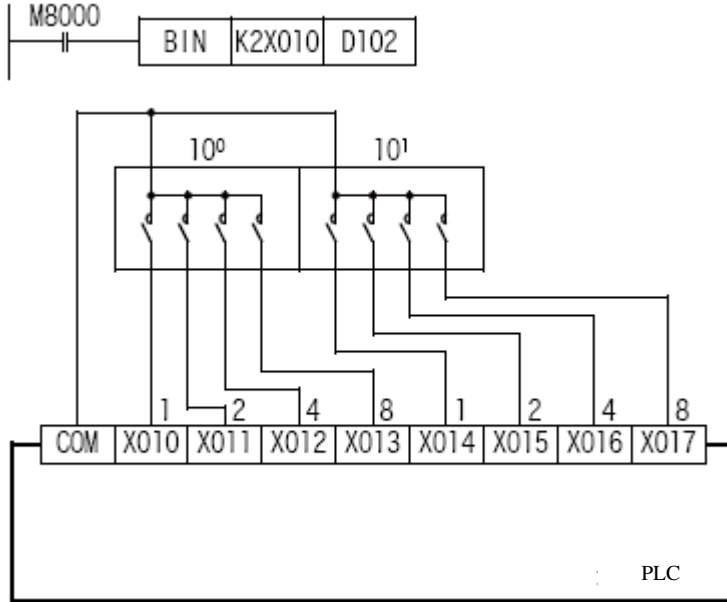 M8000
BIN K2X010 D102
10⁰ 10¹
1 2 4 8 1 2 4 8
COM X010 X011 X012 X013 X014 X015 X016 X017
PLC